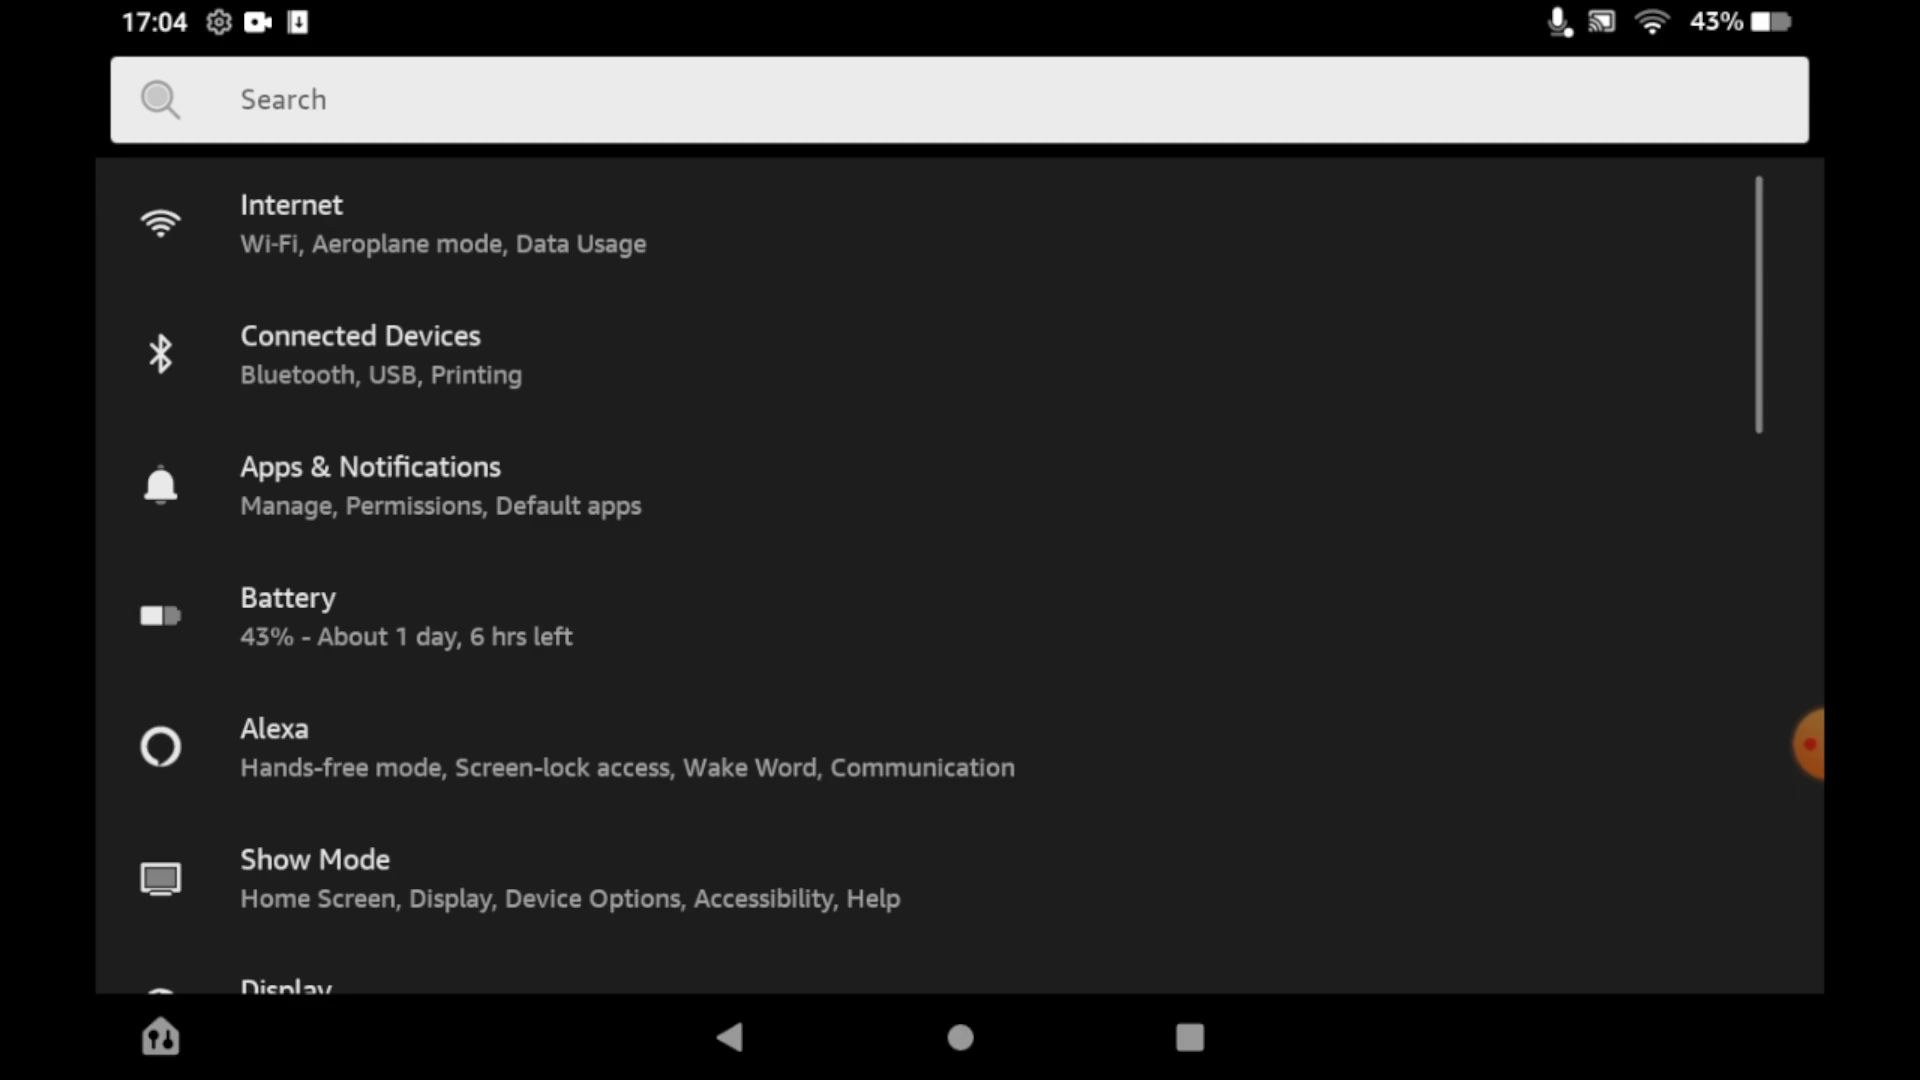 17:04
43%
Search
Internet
Wi-Fi, Aeroplane mode, Data Usage
Connected Devices
Bluetooth, USB, Printing
Apps & Notifications
Manage, Permissions, Default apps
Battery
43% - About 1 day, 6 hrs left
Alexa
Hands-free mode, Screen-lock access, Wake Word, Communication
Show Mode
Home Screen, Display, Device Options, Accessibility, Help
Display